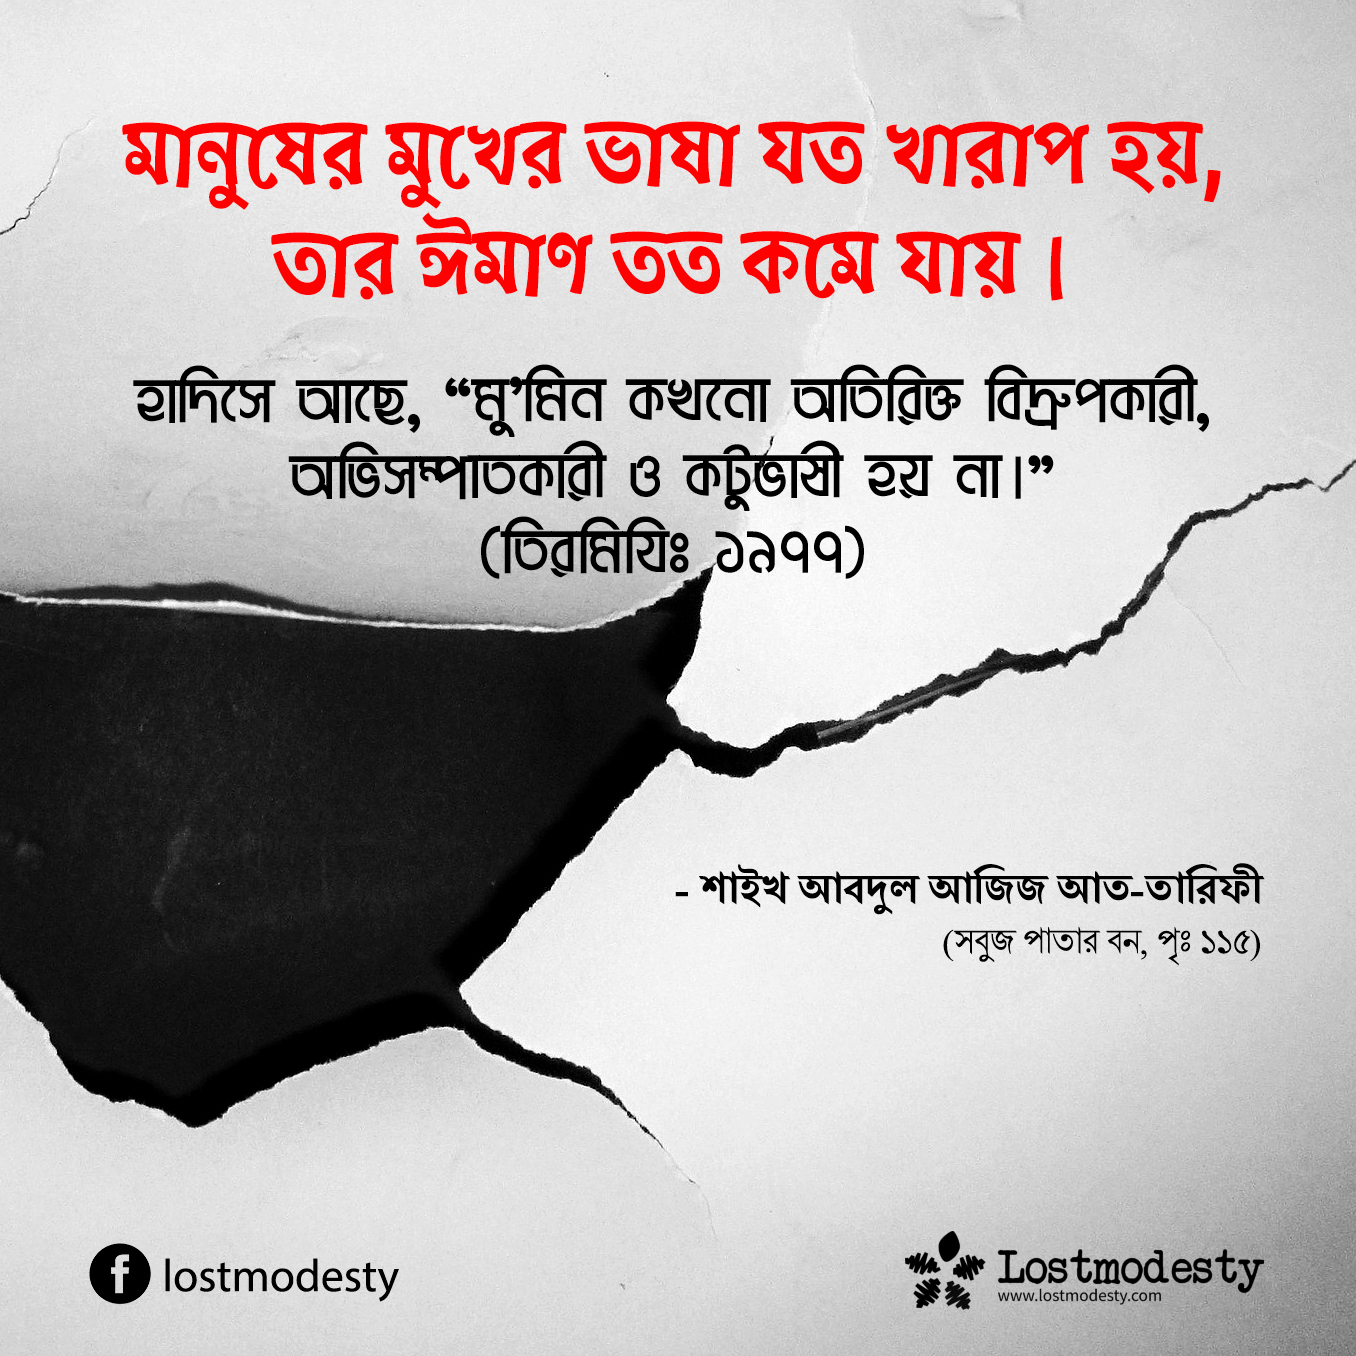 মানুষের মুখের ভাষা যত খারাপ হয়,
তার ঈমাণ তত কমে যায় ।
হাদিসে আছে, “মু’মিন কখনো অতিরিক্ত বিদ্রুপকারী,
অভিসম্পাতকারী ও কটুভাষী হয় না।”
(তিরমিযিঃ ১৯৭৭)
- শাইখ আবদুল আজিজ আত-তারিফী
(সবুজ পাতার বন, পৃঃ ১১৫)
f lostmodesty
Lostmodesty
www.lostmodesty.com